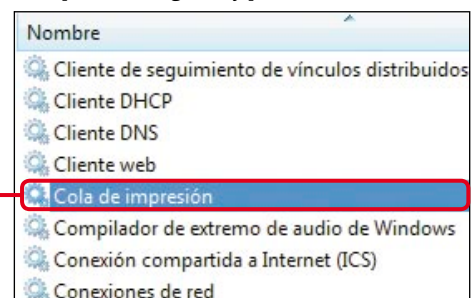 Nombre
Cliente de seguimiento de vínculos distribuidos
Cliente DHCP
Cliente DNS
Cliente web
Cola de impresión
Compilador de extremo de audio de Windows
Conexión compartida a Internet (ICS)
Conexiones de red